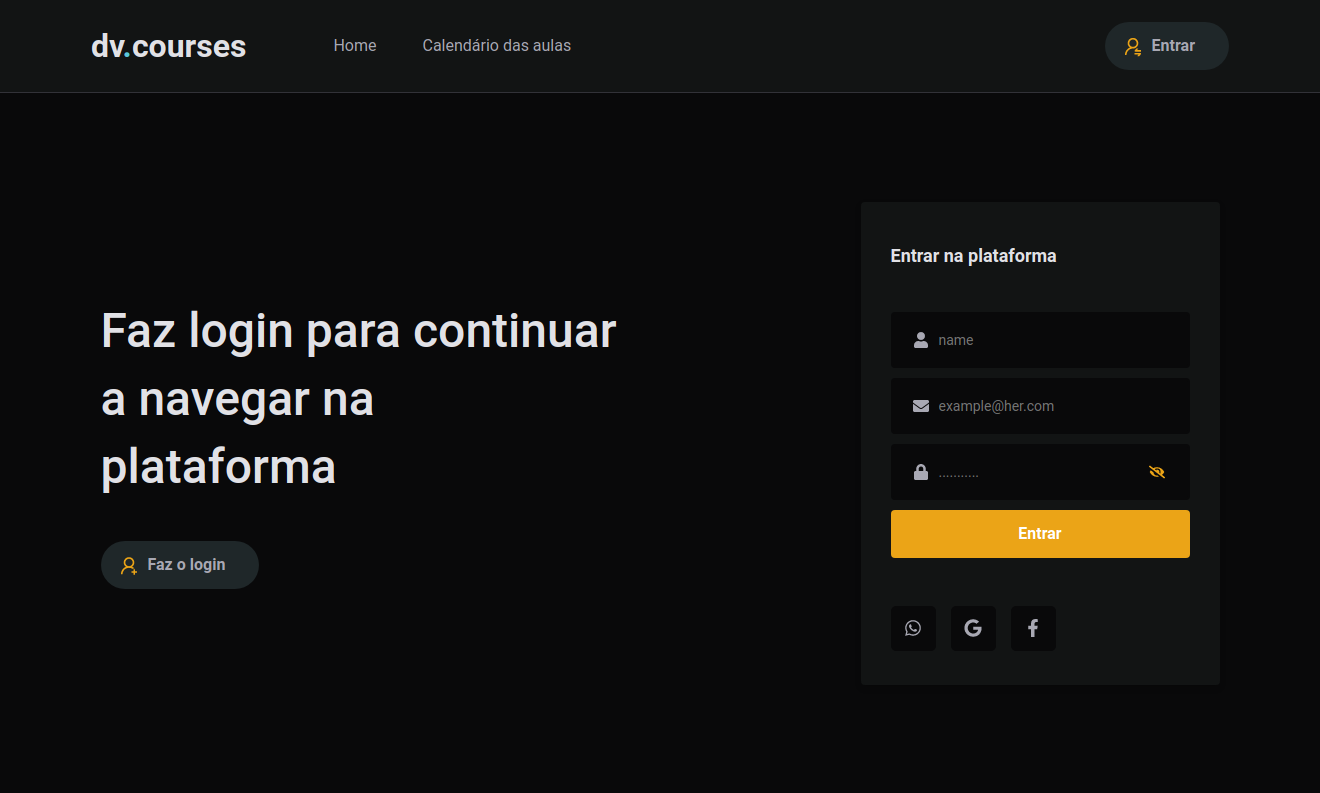 dv.courses
Home
Calendário das aulas
Entrar
Faz login para continuar
a navegar na
plataforma
Faz o login
Entrar na plataforma
name
example@her.com
...........
Entrar